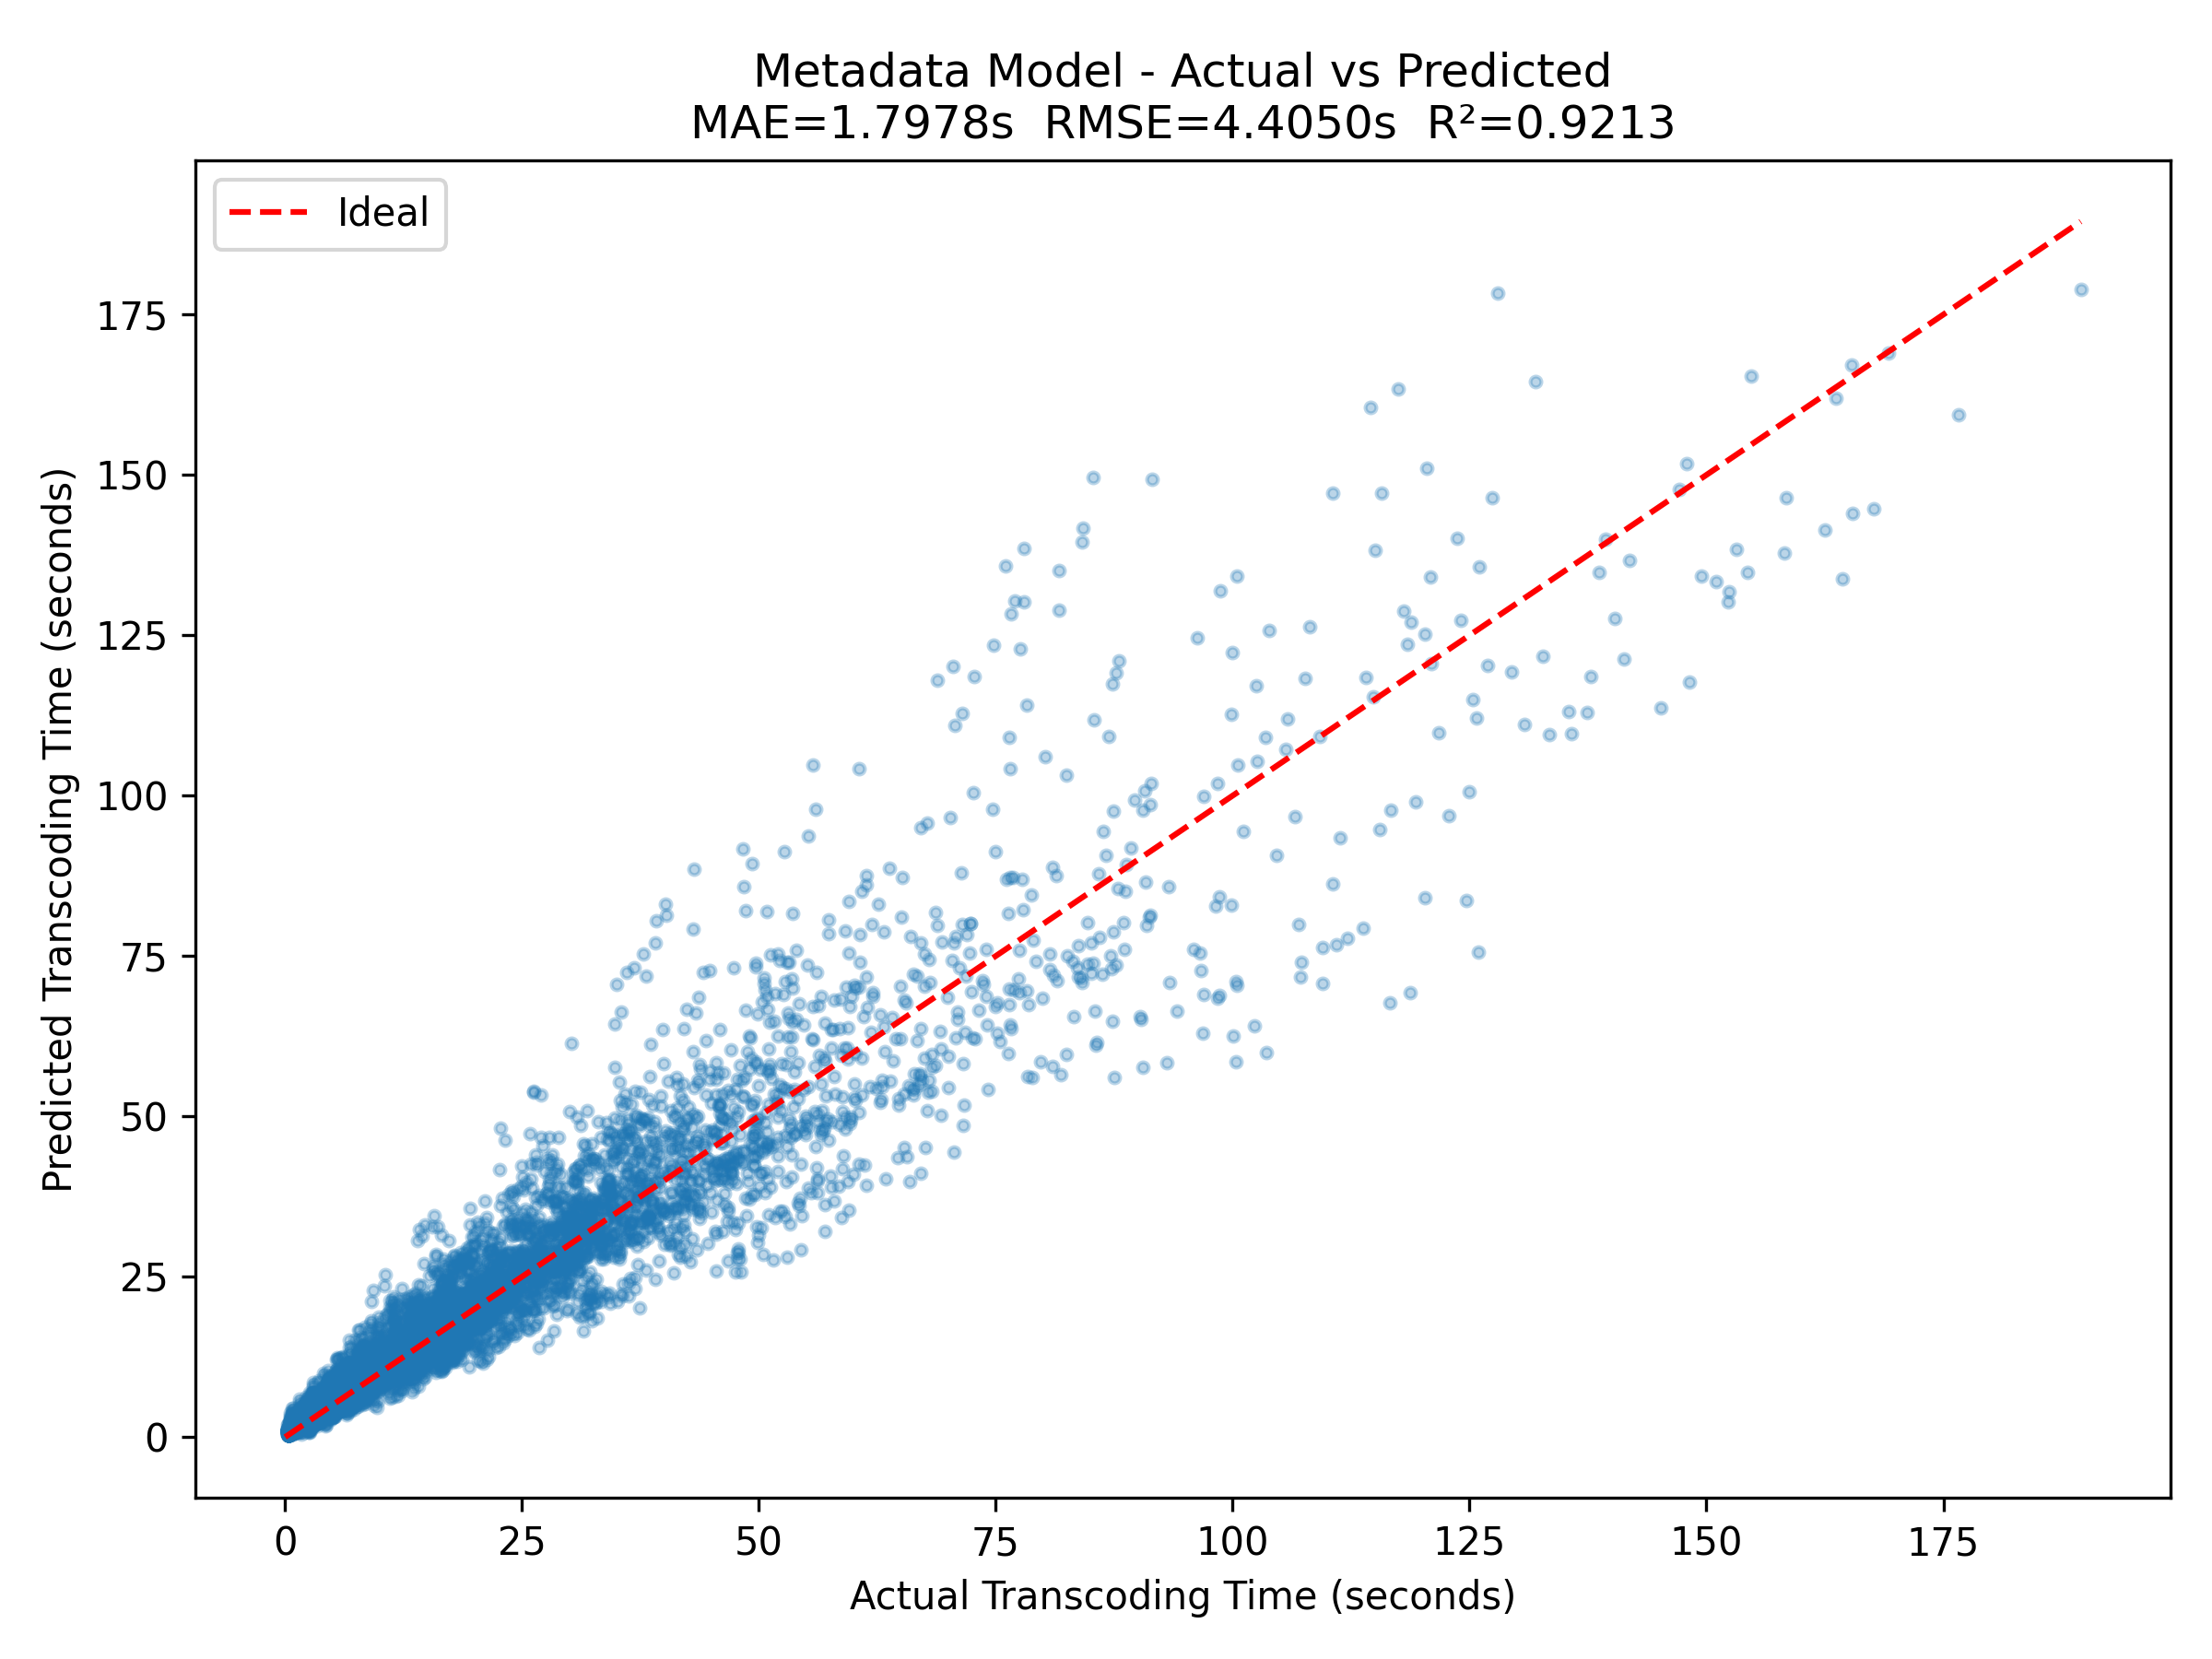 Metadata Model - Actual vs Predicted
MAE=1.7978s  RMSE=4.4050s  R²=0.9213
Ideal
Predicted Transcoding Time (seconds)
175
150
125
100
75
50
25
0
0 25 50 75 100 125 150 175
Actual Transcoding Time (seconds)